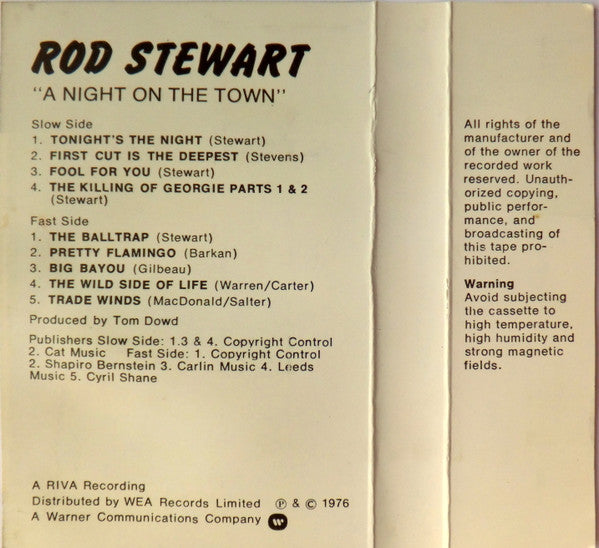 ROD STEWART
"A NIGHT ON THE TOWN"
Slow Side
1. TONIGHT'S THE NIGHT (Stewart)
2. FIRST CUT IS THE DEEPEST (Stevens)
3. FOOL FOR YOU (Stewart)
4. THE KILLING OF GEORGIE PARTS 1 & 2
(Stewart)
Fast Side
1. THE BALLTRAP (Stewart)
2. PRETTY FLAMINGO (Barkan)
3. BIG BAYOU (Gilbeau)
4. THE WILD SIDE OF LIFE (Warren/Carter)
5. TRADE WINDS (MacDonald/Salter)
Produced by Tom Dowd
Publishers Slow Side: 1.3 & 4. Copyright Control
2. Cat Music Fast Side: 1. Copyright Control
2. Shapiro Bernstein 3. Carlin Music 4. Leeds
Music 5. Cyril Shane
A RIVA Recording
Distributed by WEA Records Limited ℗ & © 1976
A Warner Communications Company
All rights of the
manufacturer and
of the owner of the
recorded work
reserved. Unauth-
orized copying,
public perfor-
mance, and
broadcasting of
this tape pro-
hibited.
Warning
Avoid subjecting
the cassette to
high temperature,
high humidity and
strong magnetic
fields.